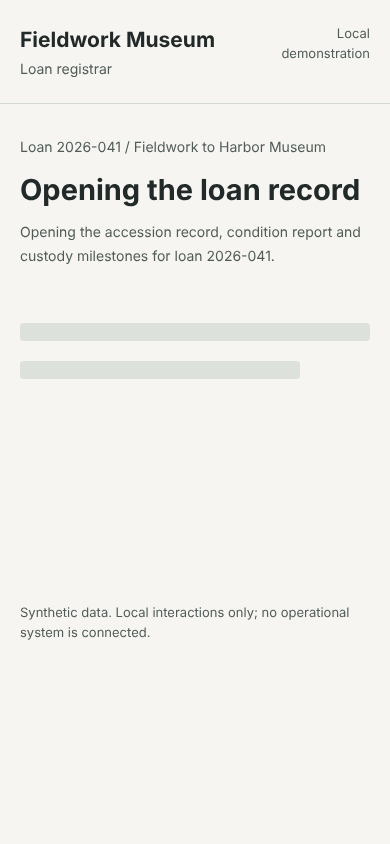 Fieldwork Museum
Loan registrar
Local
demonstration
Loan 2026-041 / Fieldwork to Harbor Museum
Opening the loan record
Opening the accession record, condition report and
custody milestones for loan 2026-041.
Synthetic data. Local interactions only; no operational
system is connected.